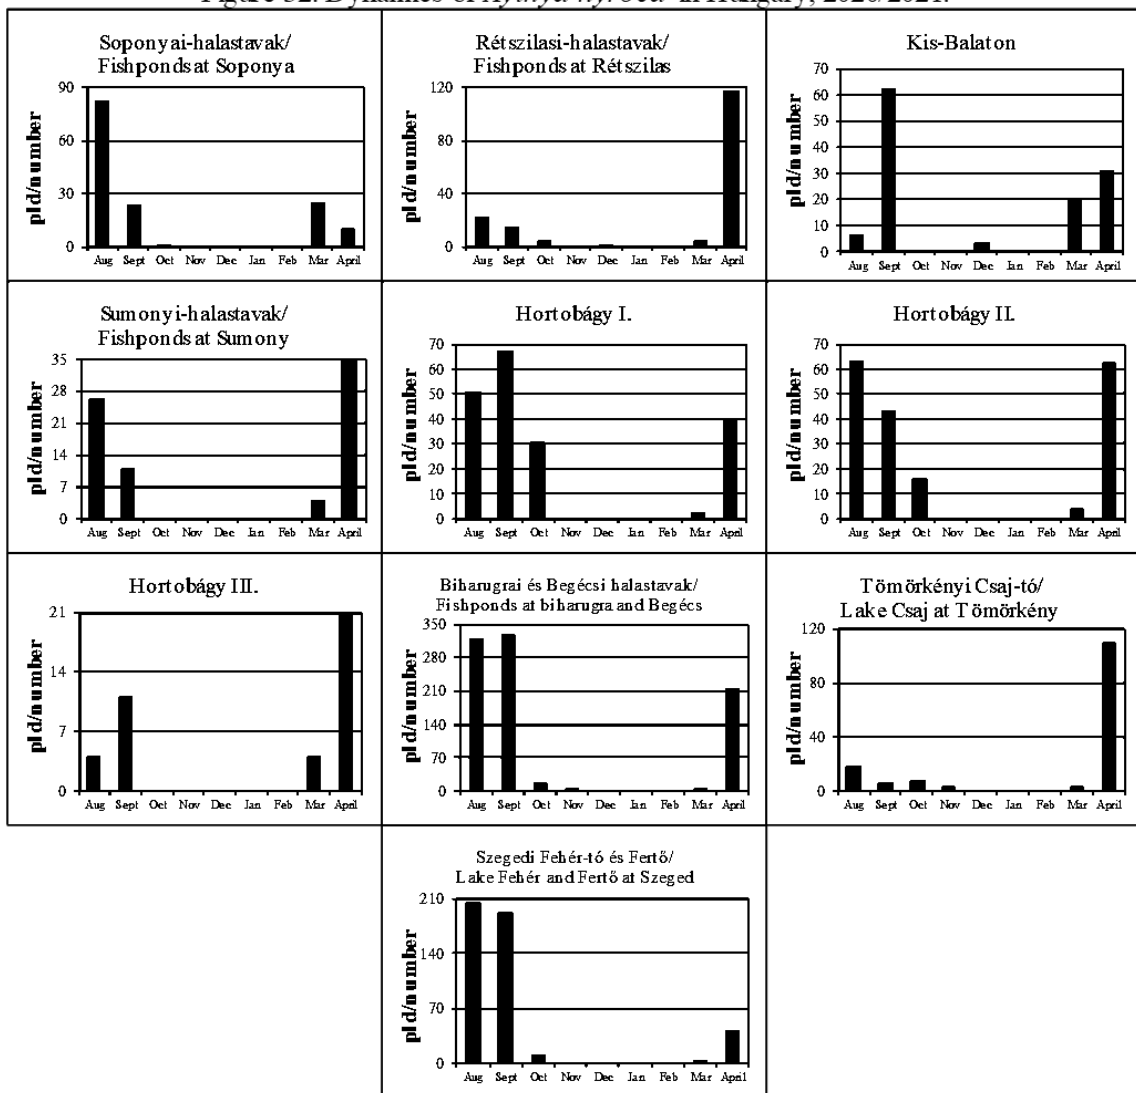 Figure 32. Dynamics of Aythya nyroca in Hungary, 2020/2021.
Soponyai-halastavak/
Fishponds at Soponya
pld/number
90
60
30
0
Aug Sept Oct Nov Dec Jan Feb Mar April
Rétszilasi-halastavak/
Fishponds at Rétszilas
pld/number
120
80
40
0
Aug Sept Oct Nov Dec Jan Feb Mar April
Kis-Balaton
pld/number
70
60
50
40
30
20
10
0
Aug Sept Oct Nov Dec Jan Feb Mar April
Sumonyi-halastavak/
Fishponds at Sumony
pld/number
35
28
21
14
7
0
Aug Sept Oct Nov Dec Jan Feb Mar April
Hortobágy I.
pld/number
70
60
50
40
30
20
10
0
Aug Sept Oct Nov Dec Jan Feb Mar April
Hortobágy II.
pld/number
70
60
50
40
30
20
10
0
Aug Sept Oct Nov Dec Jan Feb Mar April
Hortobágy III.
pld/number
21
14
7
0
Aug Sept Oct Nov Dec Jan Feb Mar April
Biharugrai és Begécsi halastavak/
Fishponds at biharugra and Begécs
pld/number
350
280
210
140
70
0
Aug Sept Oct Nov Dec Jan Feb Mar April
Tömörkényi Csaj-tó/
Lake Csaj at Tömörkény
pld/number
120
80
40
0
Aug Sept Oct Nov Dec Jan Feb Mar April
Szegedi Fehér-tó és Fertő/
Lake Fehér and Fertő at Szeged
pld/number
210
140
70
0
Aug Sept Oct Nov Dec Jan Feb Mar April